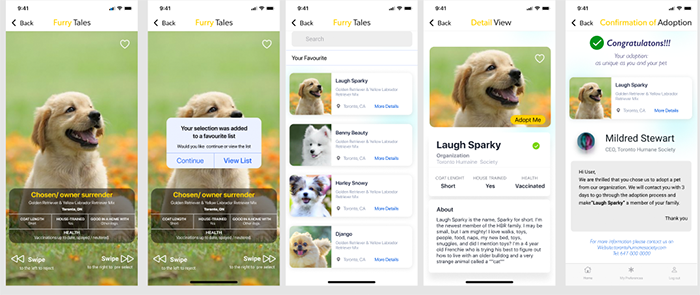 9:41
Back
Furry Tales
Chosen/ owner surrender
Golden Retriever & Yellow Labrador Retriever Mix
Toronto, ON
COAT LENGTH
Short
HOUSE-TRAINED
Yes
GOOD IN A HOME WITH
Other dogs
HEALTH
Vaccinations up to date, spayed / neutered
Swipe
to the left to reject
Swipe
to the right for pre select
9:41
Back
Furry Tales
Your selection was added
to a favourite list
Would you like continue or view the list
Continue
View List
Chosen/ owner surrender
Golden Retriever & Yellow Labrador Retriever Mix
Toronto, ON
COAT LENGTH
Short
HOUSE-TRAINED
Yes
GOOD IN A HOME WITH
Other dogs
HEALTH
Vaccinations up to date, spayed / neutered
Swipe
to the left to reject
Swipe
to the right for pre select
9:41
Back
Furry Tales
Search
Your Favourite
Laugh Sparky
Golden Retriever & Yellow Labrador
Retriever Mix
Toronto CA
More Details
Benny Beauty
Golden Retriever & Yellow Labrador
Retriever Mix
Toronto CA
More Details
Harley Snowy
Golden Retriever & Yellow Labrador
Retriever Mix
Toronto CA
More Details
Django
Golden Retriever & Yellow Labrador
Retriever Mix
Toronto CA
More Details
9:41
Back
Detail View
Adopt Me
Laugh Sparky
Organization
Toronto Humane Society
COAT LENGHT
Short
HOUSE TRAINED
Yes
HEALTH
Vaccinated
About
Laugh Sparky is the name, Sparky for short. I'm
the newest member of the HBR family. I may be
small, but I am mighty! I love walks, toys,
people, food, naps, my new bed, toys,
snuggles, and did I mention toys? I'm a 4 year
old Frenchie who is trying his best to figure out
how to live with an older bulldog and a very
strange animal called a ""cat""
9:41
Back
Confamation of Adoption
Congratulatons!!!
Your adoption
as unique as you and your pet
Laugh Sparky
Golden Retriever & Yellow Labrador
Retriever Mix
Toronto CA
More Details
Mildred Stewart
CEO, Toronto Humane Society
Hi User,
We are thrilled that you chose us to adopt a pet
from our organization. We will contact you with 3
days to go through the adoption process and
make"Laugh Sparky" a member of your family.
Thank you
For more information please contact us on
Tel: 647-000-0000
Home
My Preference
Log Out